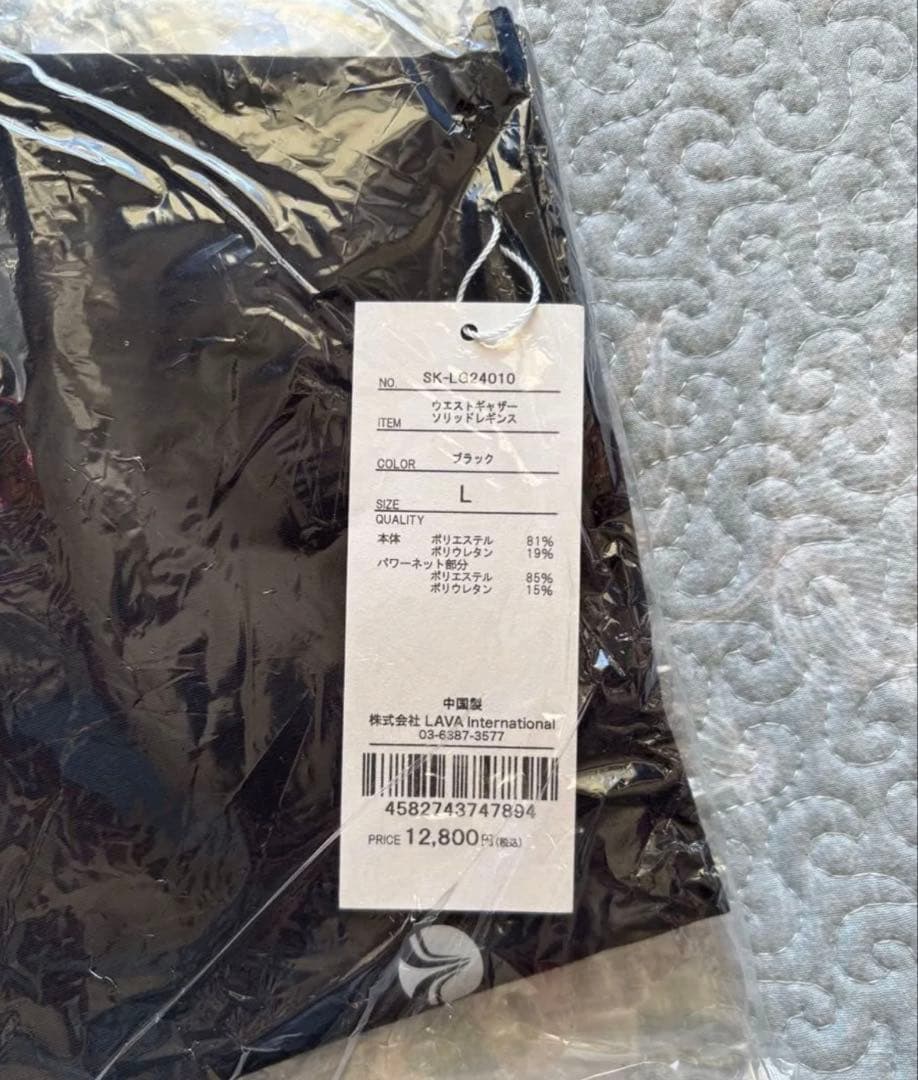 NO. SK-LG24010
ITEM ウエストギャザー
ソリッドレギンス
COLOR ブラック
SIZE L
QUALITY
本体 ポリエステル 81%
ポリウレタン 19%
パワーネット部分
ポリエステル 85%
ポリウレタン 15%
中国製
株式会社 LAVA International
03-6387-3577
4582743747894
PRICE 12,800円(税込)